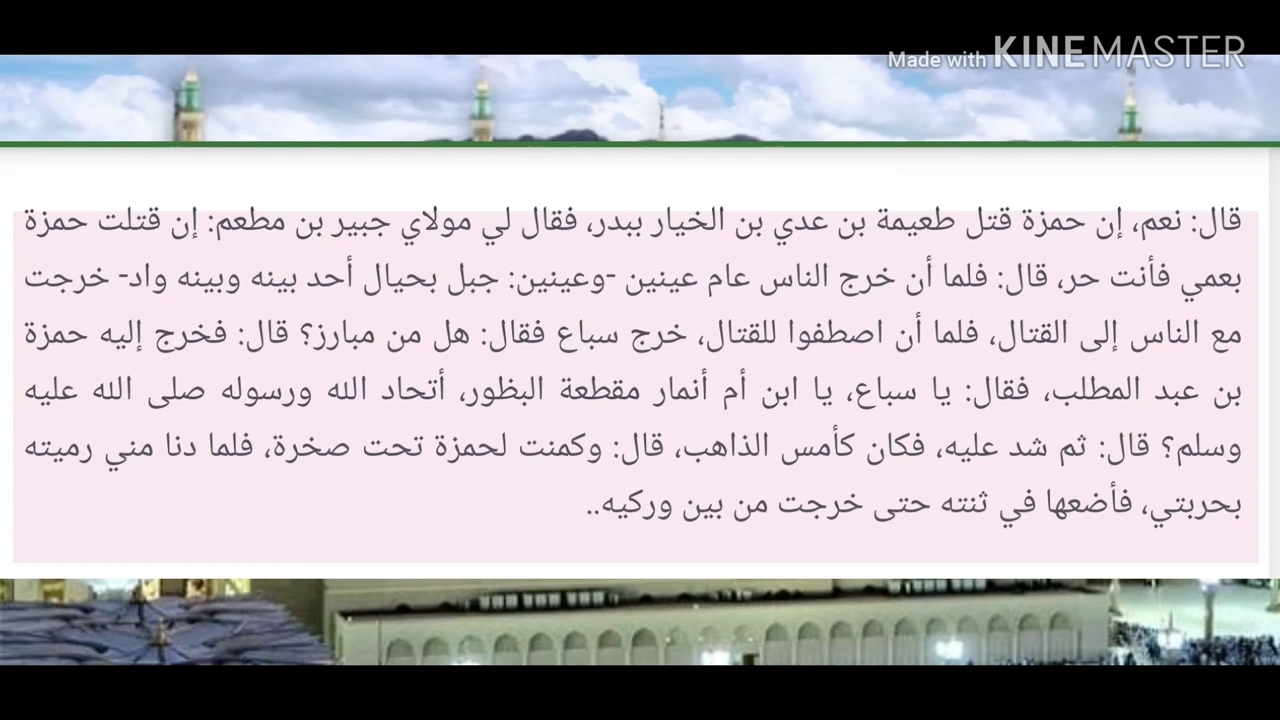 Made with KINEMASTER
قال: نعم، إن حمزة قتل طعيمة بن عدي بن الخيار ببدر، فقال لي مولاي جبير بن مطعم: إن قتلت حمزة
بعمي فأنت حر، قال: فلما أن خرج الناس عام عينين -وعينين: جبل بحيال أحد بينه وبينه واد- خرجت
مع الناس إلى القتال، فلما أن اصطفوا للقتال، خرج سباع فقال: هل من مبارز؟ قال: فخرج إليه حمزة
بن عبد المطلب، فقال: يا سباع، يا ابن أم أنمار مقطعة البظور، أتحاد الله ورسوله صلى الله عليه
وسلم؟ قال: ثم شد عليه، فكان كأمس الذاهب، قال: وكمنت لحمزة تحت صخرة، فلما دنا مني رميته
بحربتي، فأضعها في ثنته حتى خرجت من بين وركيه..